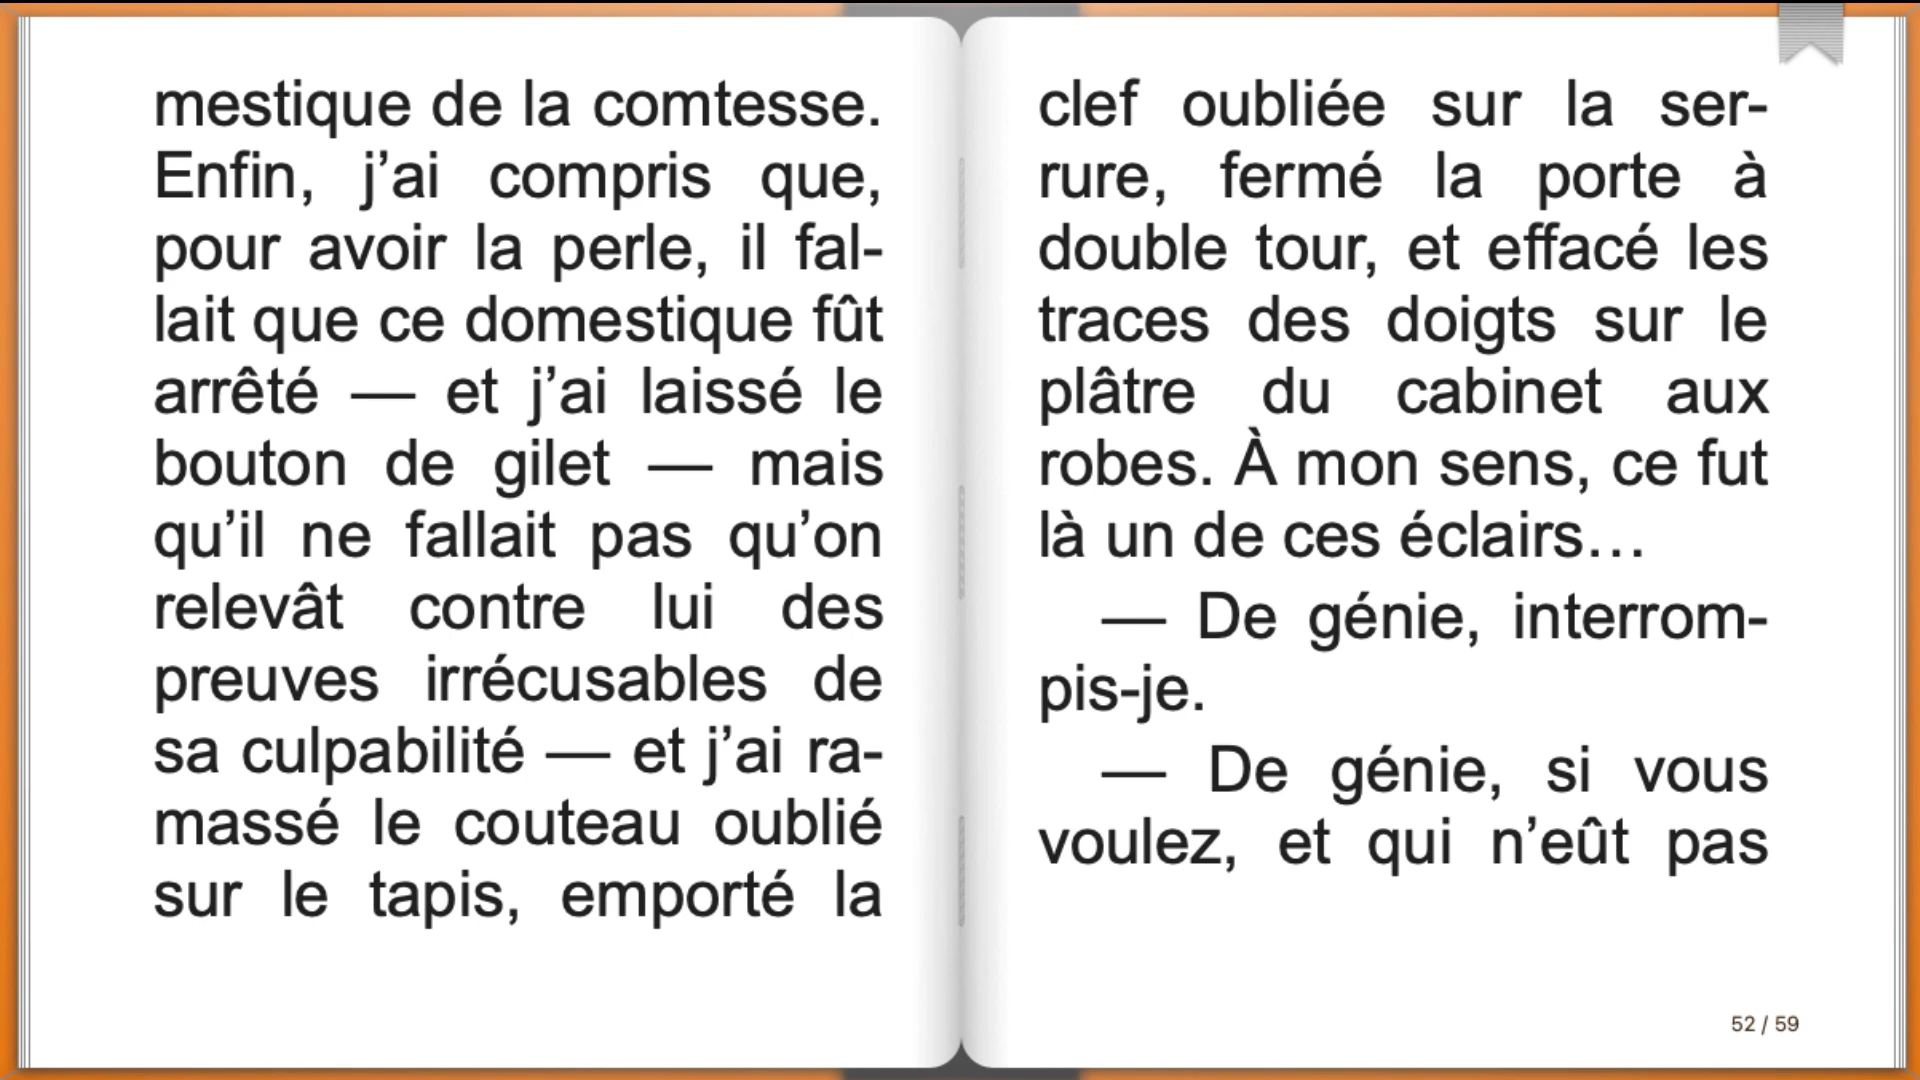 mestique de la comtesse.
Enfin, j’ai compris que,
pour avoir la perle, il fal-
lait que ce domestique fût
arrêté — et j’ai laissé le
bouton de gilet — mais
qu’il ne fallait pas qu’on
relevât contre lui des
preuves irrécusables de
sa culpabilité — et j’ai ra-
massé le couteau oublié
sur le tapis, emporté la
clef oubliée sur la ser-
rure, fermé la porte à
double tour, et effacé les
traces des doigts sur le
plâtre du cabinet aux
robes. À mon sens, ce fut
là un de ces éclairs…
— De génie, interrom-
pis-je.
— De génie, si vous
voulez, et qui n’eût pas
52 / 59